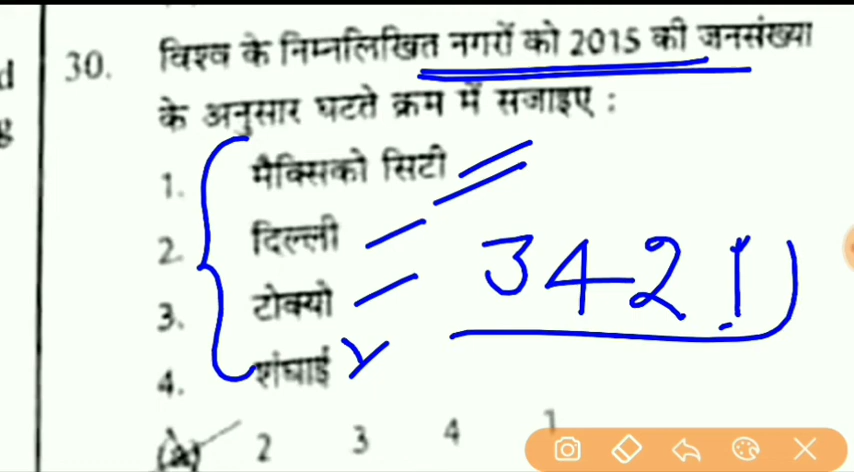 30. विश्व के निम्नलिखित नगरों को 2015 की जनसंख्या
के अनुसार घटते क्रम में सजाइए :
1. मैक्सिको सिटी
2. दिल्ली
3. टोक्यो
4. शंघाई
3421
(a) 2 3 4 1